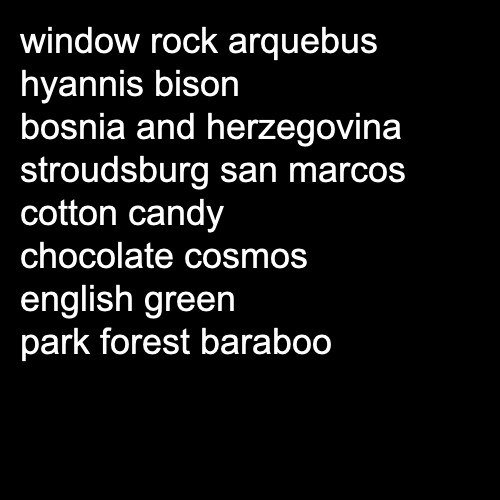 window rock arquebus
hyannis bison
bosnia and herzegovina
stroudsburg san marcos
cotton candy
chocolate cosmos
english green
park forest baraboo